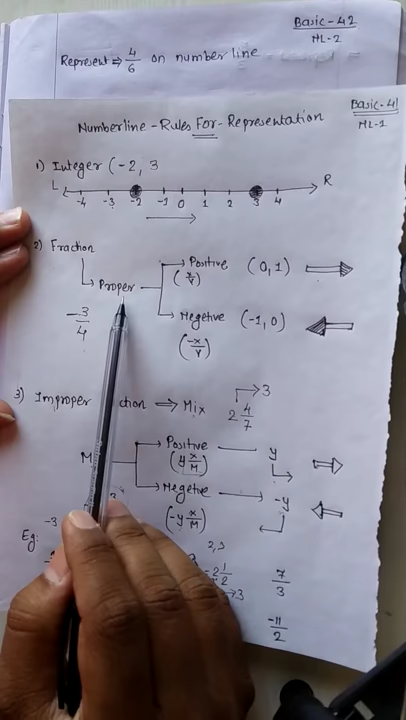 Basic-42
NL-2
Represent ⇒ 4/6 on number line
Basic-41
NL-1
Numberline-Rules For-Representation
1) Integer (-2, 3
L R
-4 -3 -2 -1 0 1 2 3 4
2) Fraction
Proper
Positive (0,1)
(x/y)
-3/4
Negetive (-1,0)
(-x/y)
3) Improper ction ⇒ Mix 2 4/7 → 3
M
Positive y
(y x/M)
Negetive -y
(-y x/M)
Eg: -3
2,3
-2 1/2
→3
7/3
-11/2